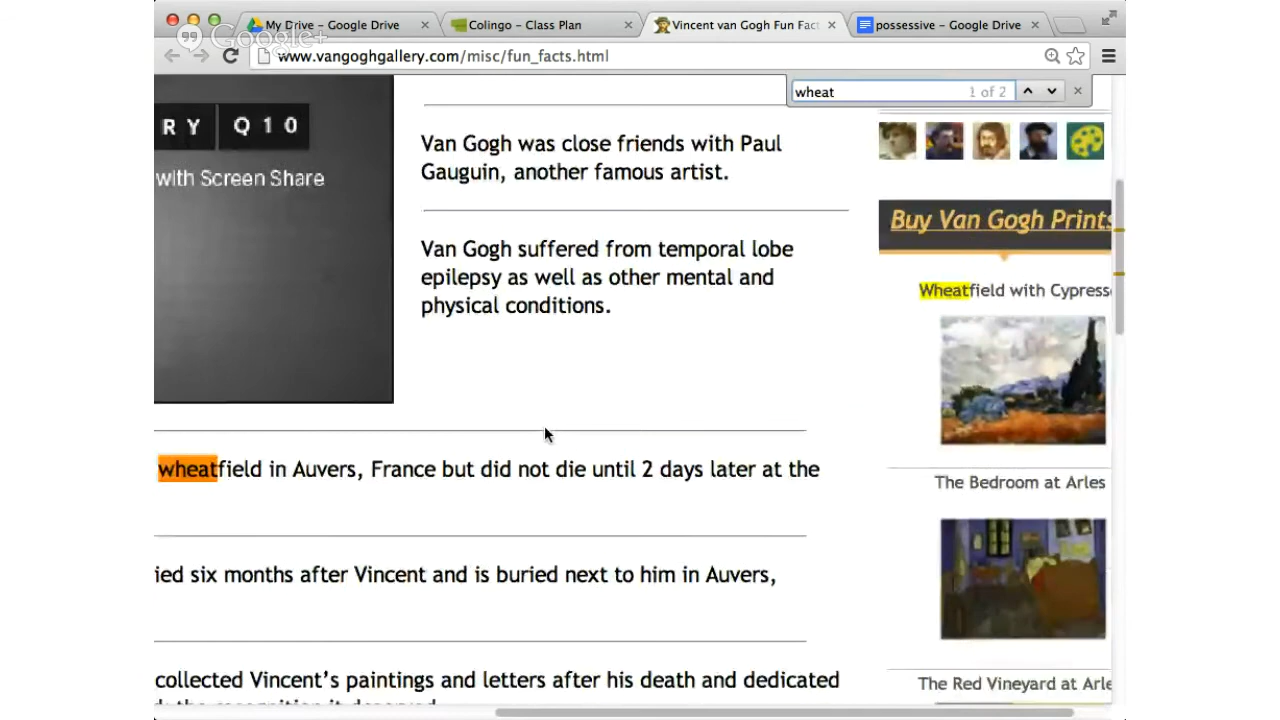 My Drive – Google Drive
Colingo – Class Plan
Vincent van Gogh Fun Fact
possessive – Google Drive
Google+
www.vangoghgallery.com/misc/fun_facts.html
wheat 1 of 2
RY Q10
with Screen Share
Van Gogh was close friends with Paul
Gauguin, another famous artist.
Van Gogh suffered from temporal lobe
epilepsy as well as other mental and
physical conditions.
wheatfield in Auvers, France but did not die until 2 days later at the
ied six months after Vincent and is buried next to him in Auvers,
collected Vincent’s paintings and letters after his death and dedicated
Buy Van Gogh Prints
Wheatfield with Cypresse
The Bedroom at Arles
The Red Vineyard at Arle